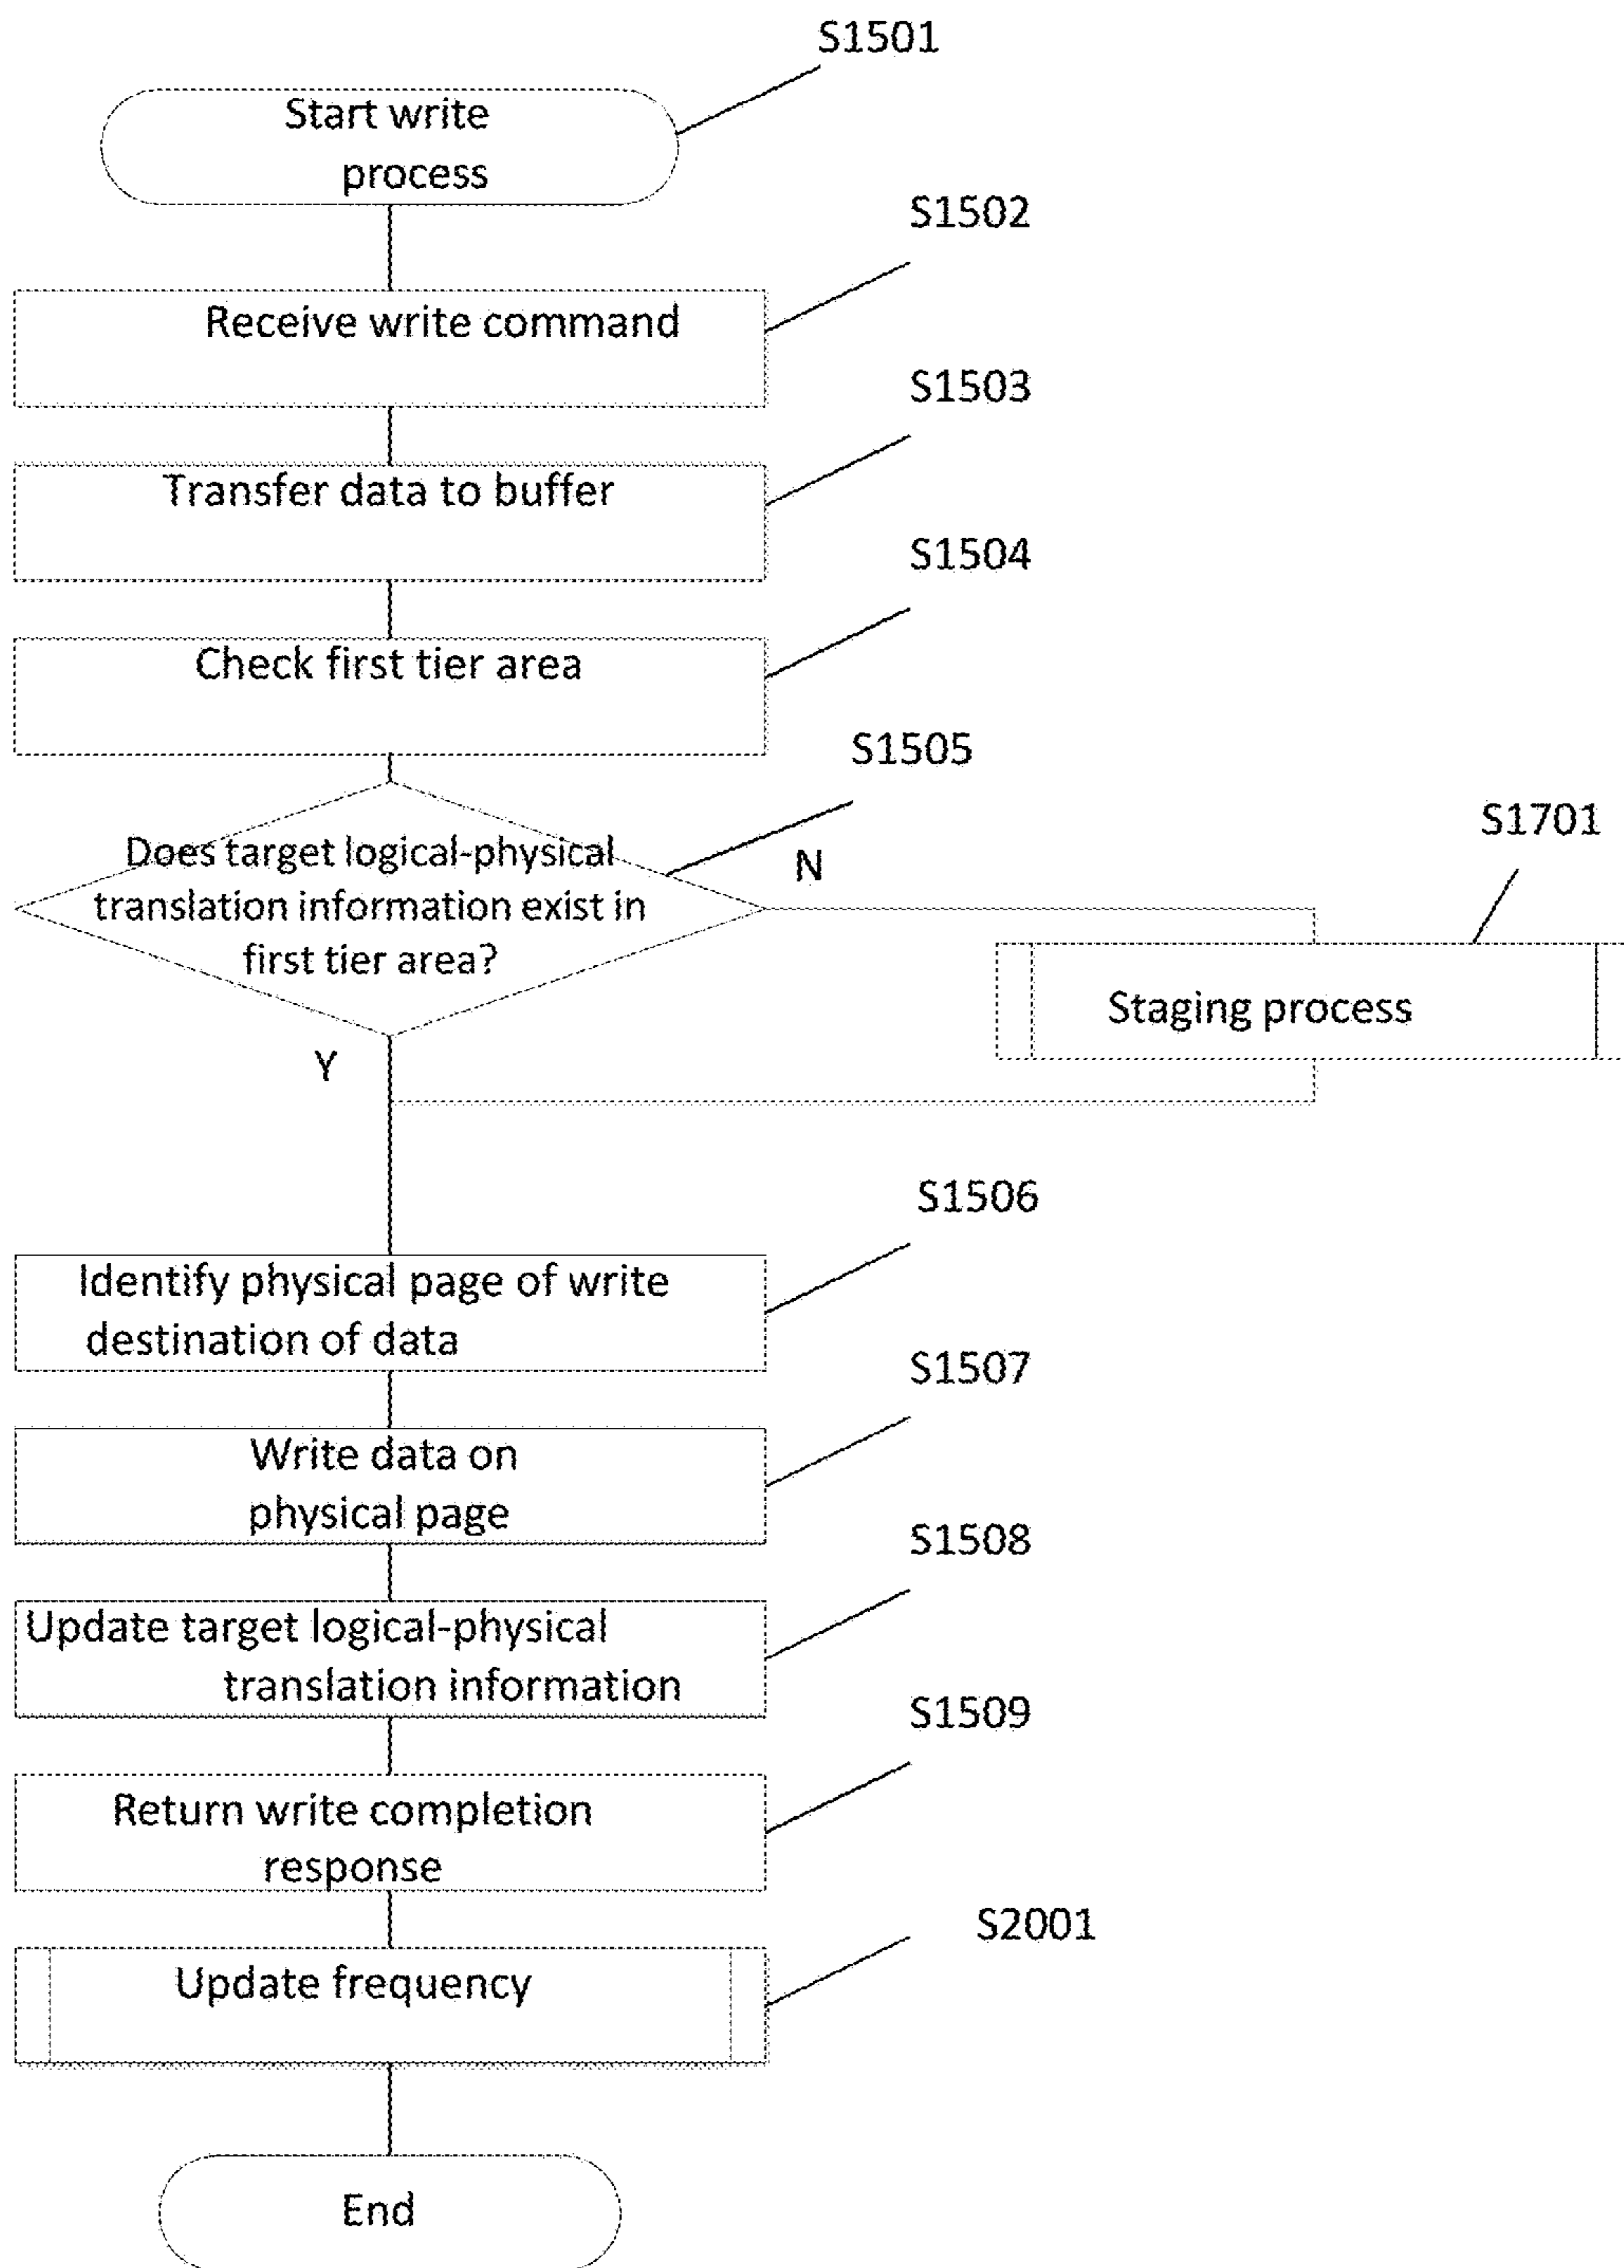 S1501
Start write
process
S1502
Receive write command
S1503
Transfer data to buffer
S1504
Check first tier area
S1505
Does target logical-physical
translation information exist in
first tier area?
N
S1701
Staging process
Y
S1506
Identify physical page of write
destination of data
S1507
Write data on
physical page
S1508
Update target logical-physical
translation information
S1509
Return write completion
response
S2001
Update frequency
End